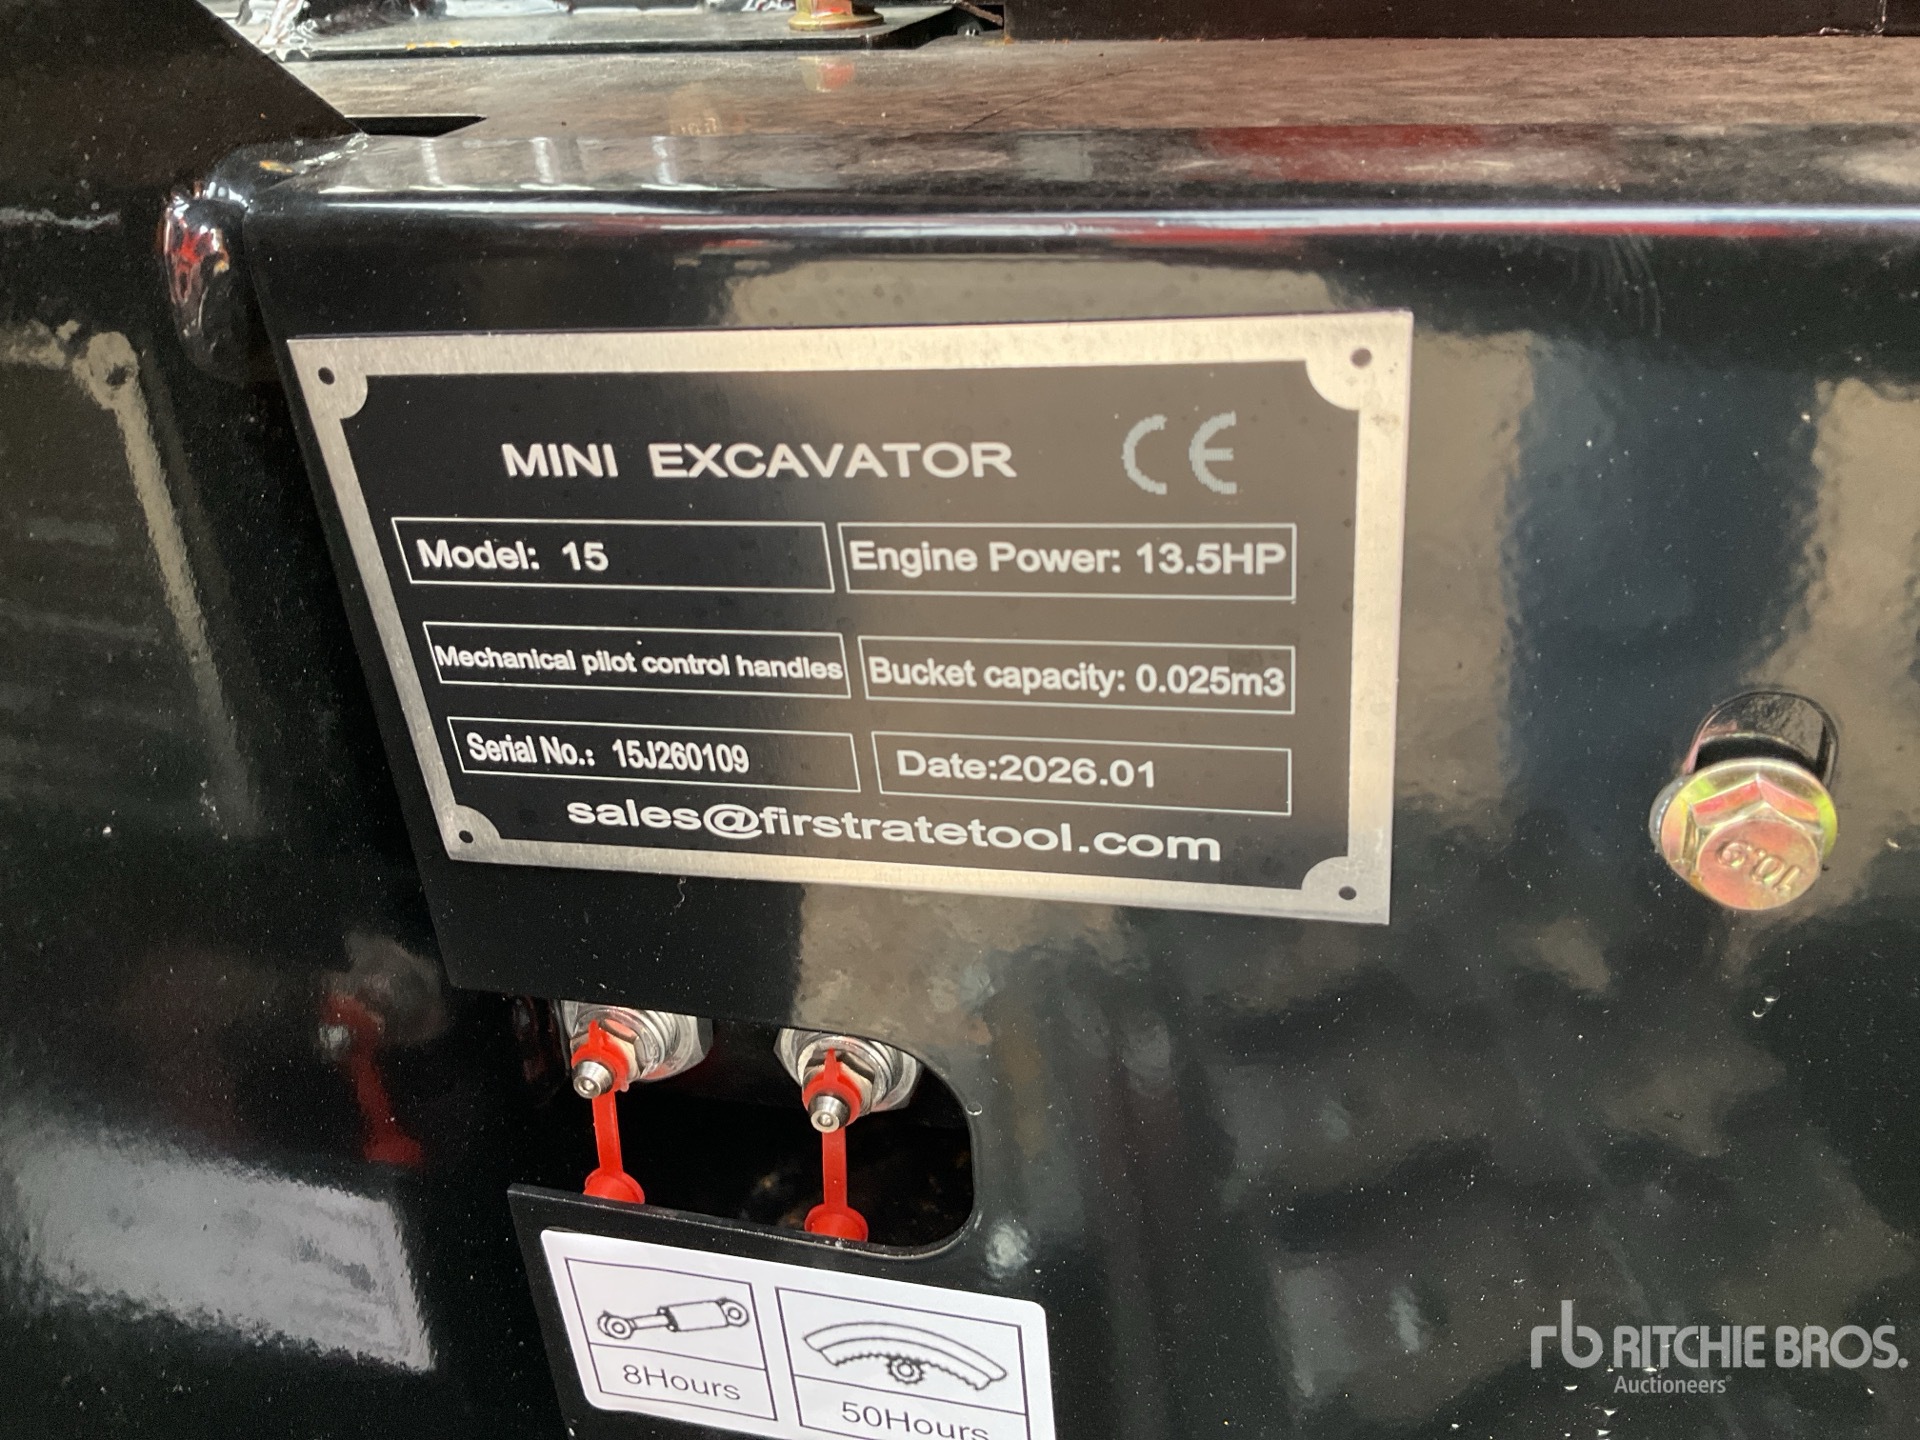 MINI EXCAVATOR CE
Model: 15
Engine Power: 13.5HP
Mechanical pilot control handles
Bucket capacity: 0.025m3
Serial No.: 15J260109
Date:2026.01
sales@firstratetool.com
10.9
8Hours
50Hours
rb RITCHIE BROS.
Auctioneers